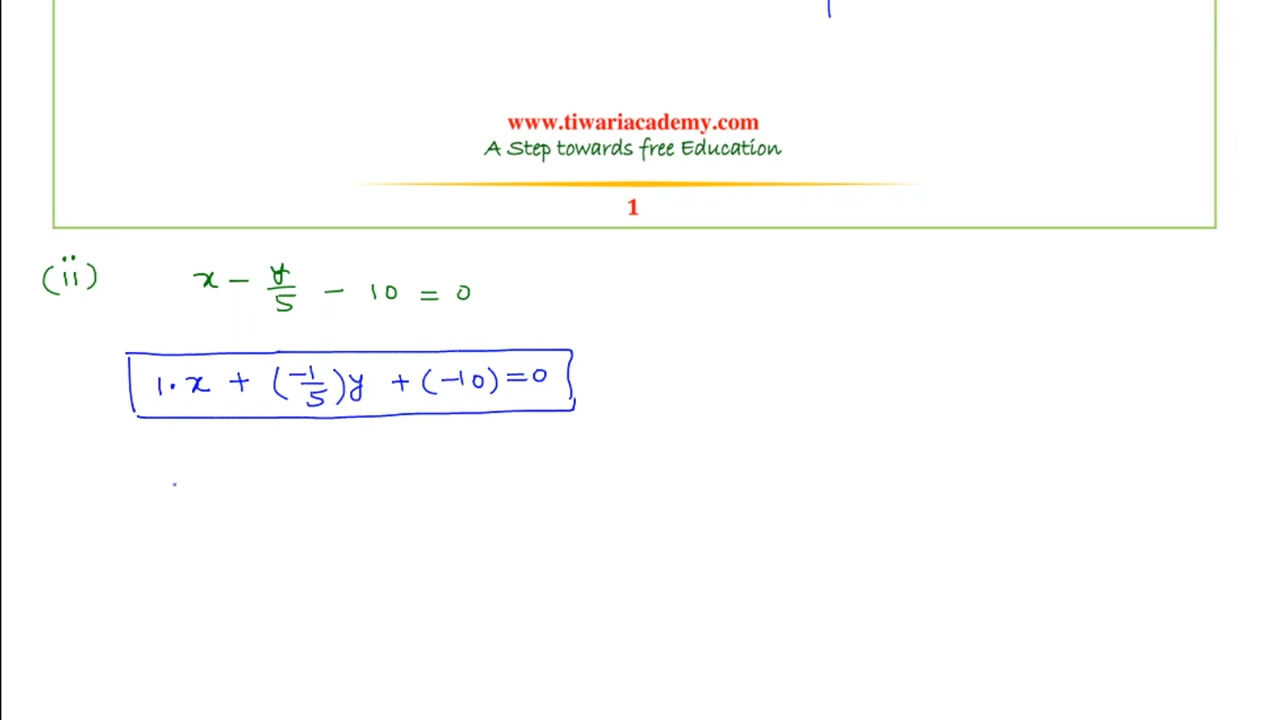 www.tiwariacademy.com
A Step towards free Education
1
(ii) x - y/5 - 10 = 0
1·x + (-1/5)y + (-10) = 0